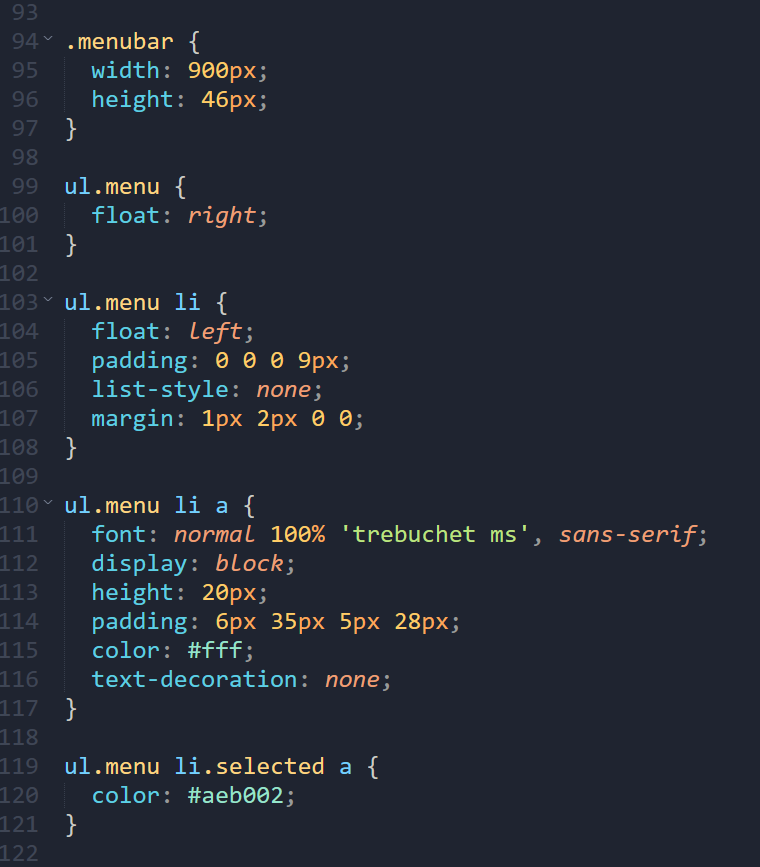 93
94 .menubar {
95   width: 900px;
96   height: 46px;
97 }
98
99 ul.menu {
100   float: right;
101 }
102
103 ul.menu li {
104   float: left;
105   padding: 0 0 0 9px;
106   list-style: none;
107   margin: 1px 2px 0 0;
108 }
109
110 ul.menu li a {
111   font: normal 100% 'trebuchet ms', sans-serif;
112   display: block;
113   height: 20px;
114   padding: 6px 35px 5px 28px;
115   color: #fff;
116   text-decoration: none;
117 }
118
119 ul.menu li.selected a {
120   color: #aeb002;
121 }
122